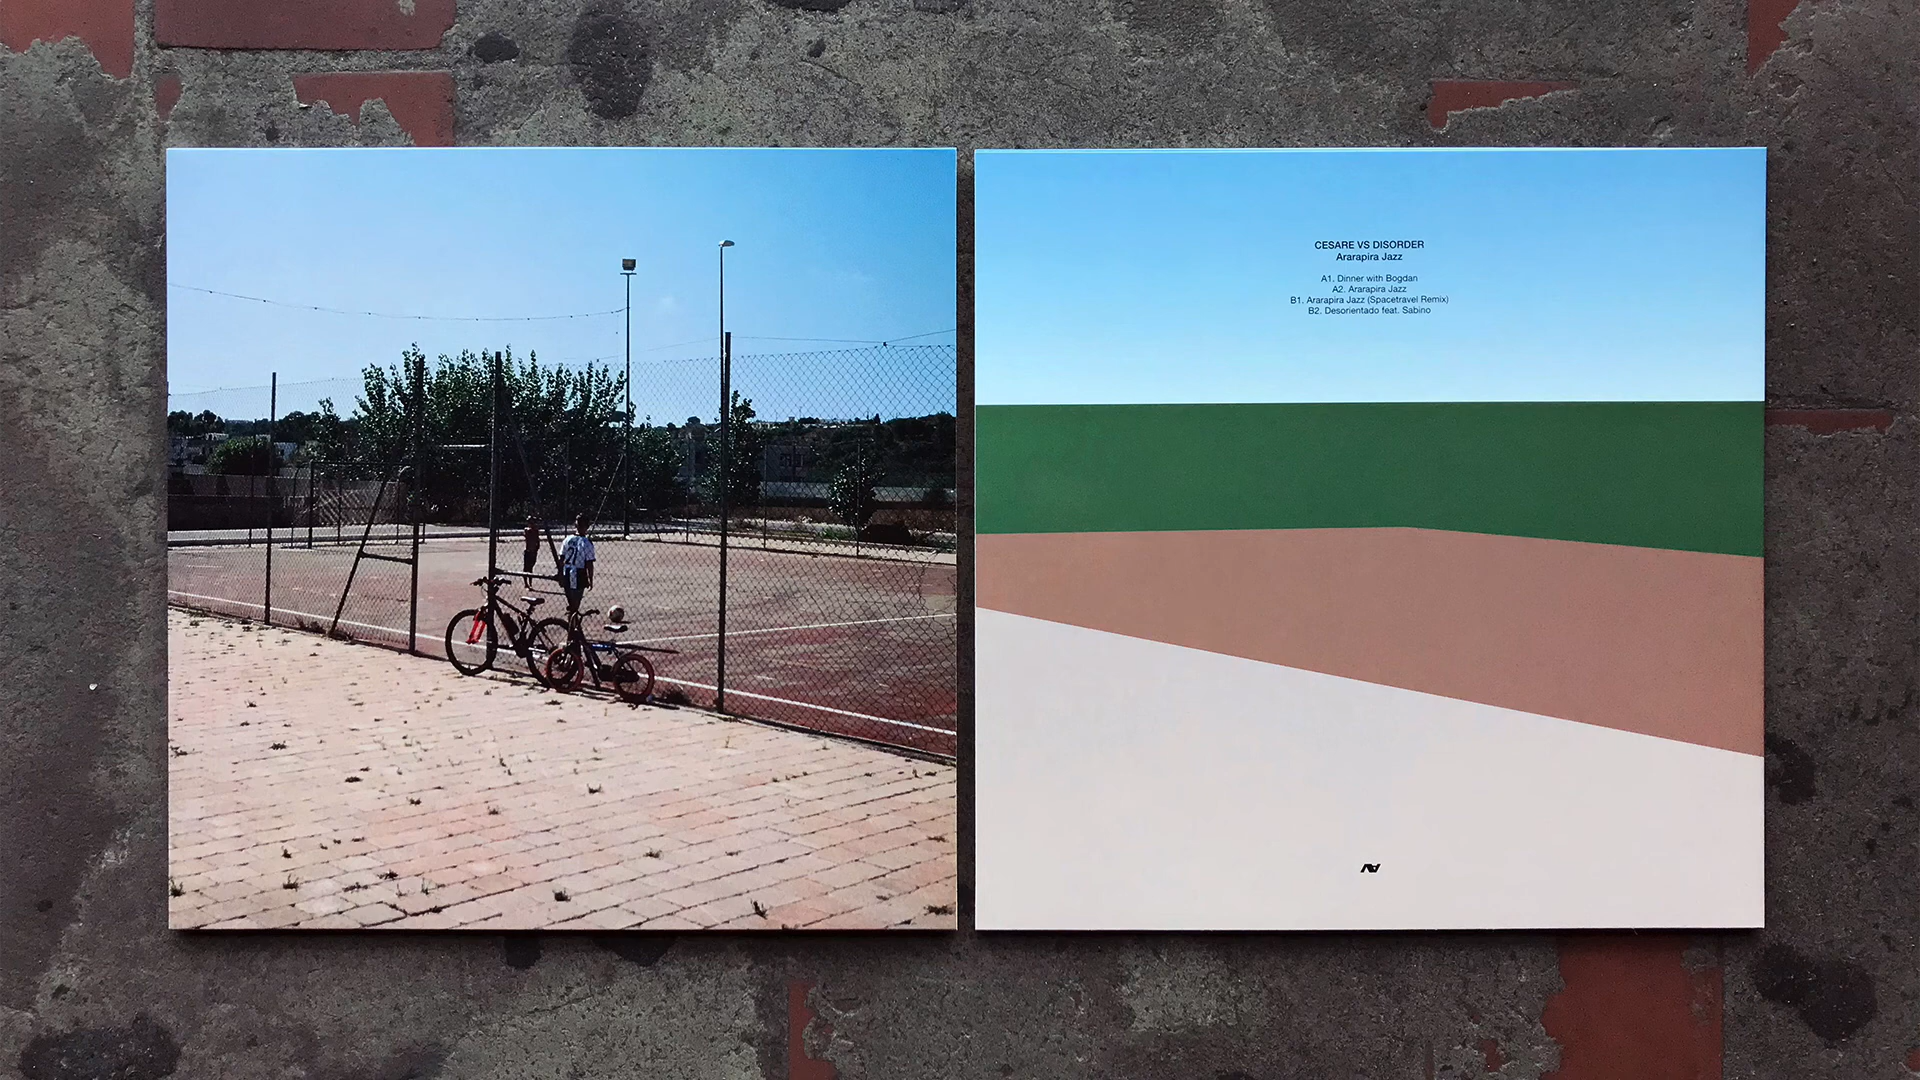 CESARE VS DISORDER
Ararapira Jazz
A1. Dinner with Bogdan
A2. Ararapira Jazz
B1. Ararapira Jazz (Spacetravel Remix)
B2. Desorientado feat. Sabino